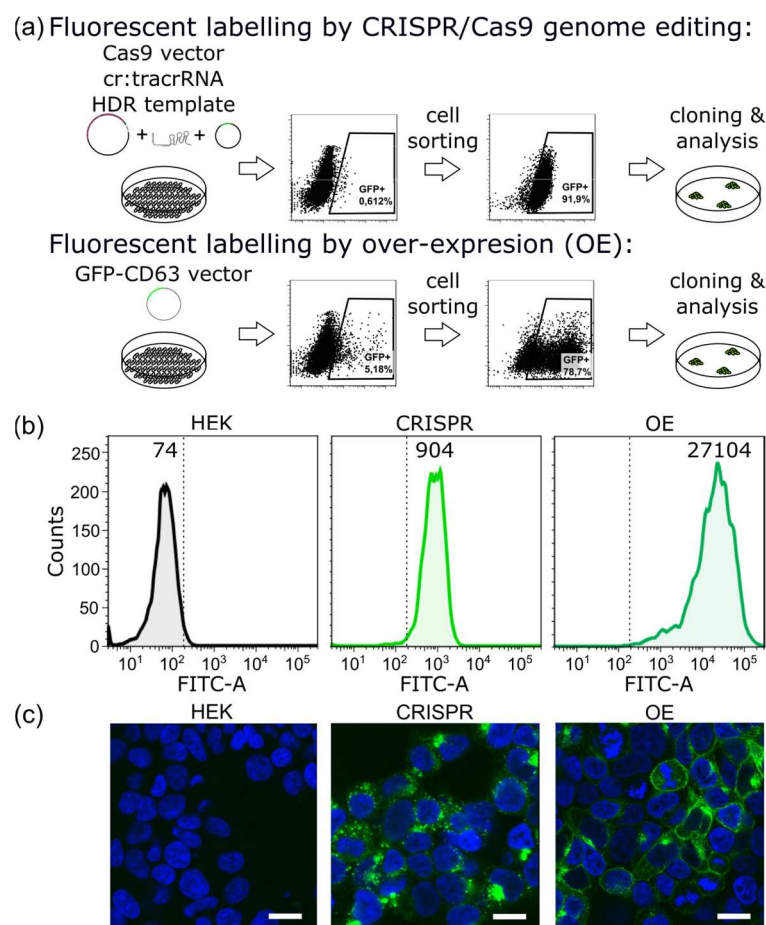 (a) Fluorescent labelling by CRISPR/Cas9 genome editing:
Cas9 vector
cr:tracrRNA
HDR template
+ +
GFP+
0,612%
cell
sorting
GFP+
91,9%
cloning &
analysis
Fluorescent labelling by over-expresion (OE):
GFP-CD63 vector
GFP+
5,18%
cell
sorting
GFP+
78,7%
cloning &
analysis
(b)
HEK
CRISPR
OE
74
904
27104
Counts
250
200
150
100
50
0
10¹ 10² 10³ 10⁴ 10⁵
10¹ 10² 10³ 10⁴ 10⁵
10¹ 10² 10³ 10⁴ 10⁵
FITC-A
FITC-A
FITC-A
(c)
HEK
CRISPR
OE